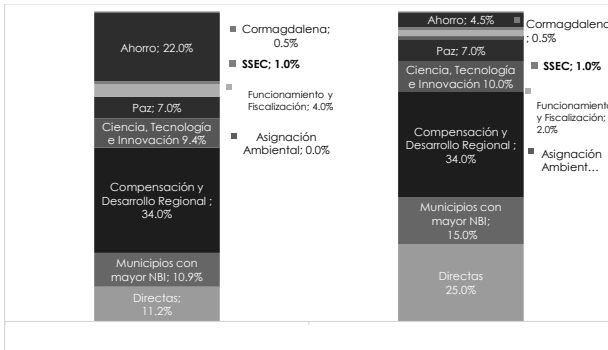 Ahorro; 22.0%
Cormagdalena;
0.5%
SSEC; 1.0%
Funcionamiento y
Fiscalización; 4.0%
Paz; 7.0%
Ciencia, Tecnología
e Innovación 9.4%
Asignación
Ambiental; 0.0%
Compensación y
Desarrollo Regional ;
34.0%
Municipios con
mayor NBI; 10.9%
Directas;
11.2%
Ahorro; 4.5%
Cormagdalena
; 0.5%
SSEC; 1.0%
Paz; 7.0%
Ciencia, Tecnología
e Innovación 10.0%
Funcionamiento
y Fiscalización;
2.0%
Compensación y
Desarrollo Regional ;
34.0%
Asignación
Ambient...
Municipios con
mayor NBI;
15.0%
Directas
25.0%